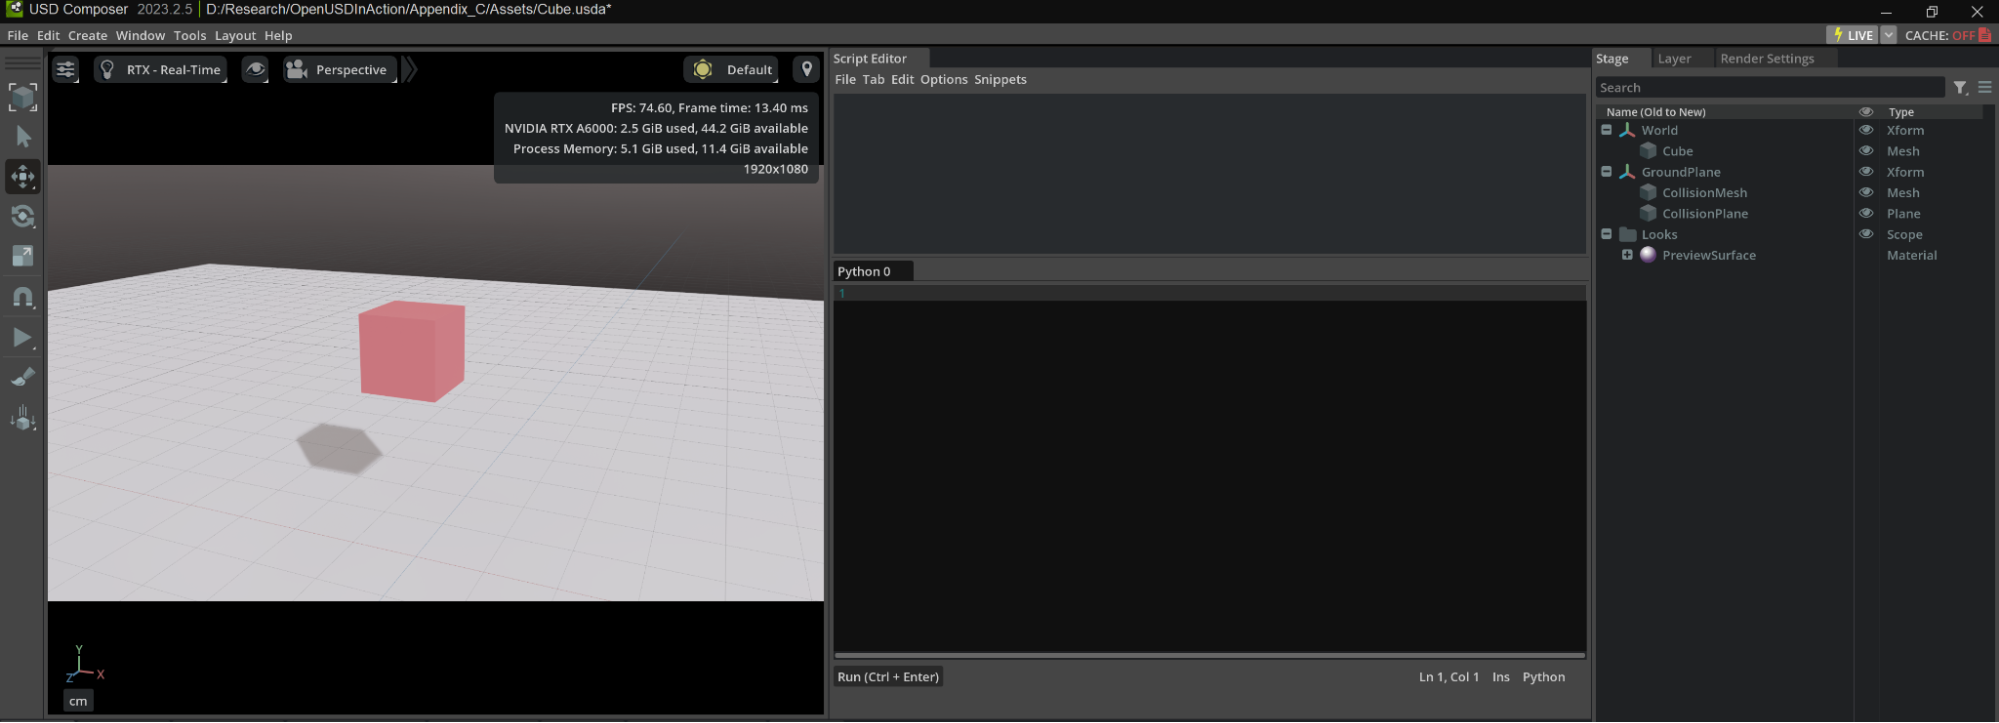 USD Composer 2023.2.5 | D:/Research/OpenUSDInAction/Appendix_C/Assets/Cube.usda*
File Edit Create Window Tools Layout Help
LIVE
CACHE: OFF
RTX - Real-Time
Perspective
Default
FPS: 74.60, Frame time: 13.40 ms
NVIDIA RTX A6000: 2.5 GiB used, 44.2 GiB available
Process Memory: 5.1 GiB used, 11.4 GiB available
1920x1080
Y
X
Z
cm
Script Editor
File Tab Edit Options Snippets
Python 0
1
Run (Ctrl + Enter)
Ln 1, Col 1 Ins Python
Stage Layer Render Settings
Search
Name (Old to New) Type
World Xform
Cube Mesh
GroundPlane Xform
CollisionMesh Mesh
CollisionPlane Plane
Looks Scope
PreviewSurface Material